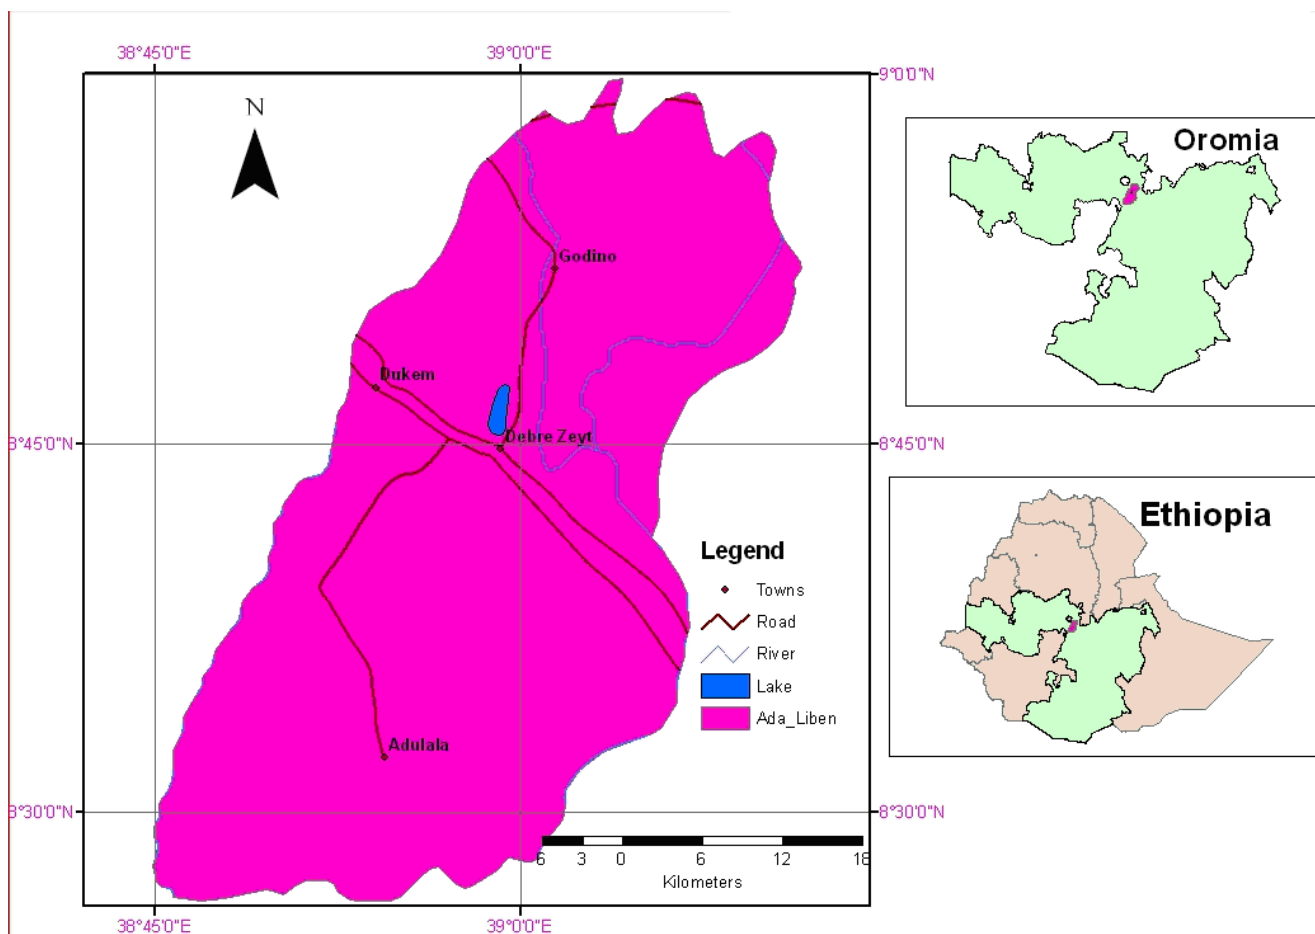 38°45'0"E
39°0'0"E
9°0'0"N
N
Oromia
Godino
Dukem
8°45'0"N
Debre Zeyt
8°45'0"N
Ethiopia
Legend
Towns
Road
River
Lake
Ada_Liben
Adulala
8°30'0"N
8°30'0"N
6 3 0 6 12 18
Kilometers
38°45'0"E
39°0'0"E